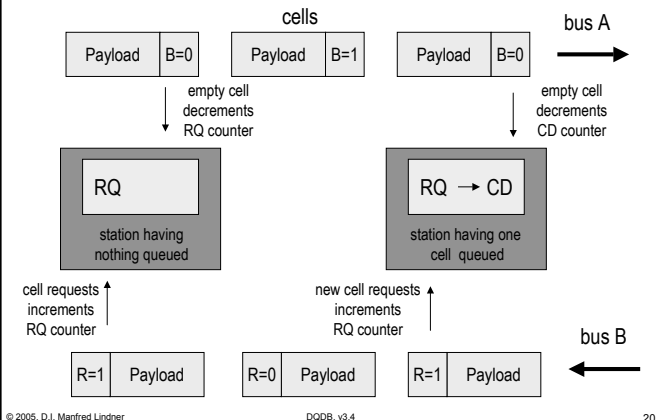 cells
bus A
Payload B=0 Payload B=1 Payload B=0
empty cell
decrements
RQ counter
empty cell
decrements
CD counter
RQ
station having
nothing queued
RQ → CD
station having one
cell queued
cell requests
increments
RQ counter
new cell requests
increments
RQ counter
bus B
R=1 Payload R=0 Payload R=1 Payload
© 2005, D.I. Manfred Lindner DQDB, v3.4 20